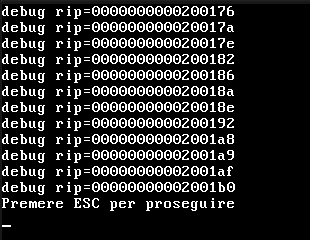 debug rip=0000000000200176
debug rip=000000000020017a
debug rip=000000000020017e
debug rip=0000000000200182
debug rip=0000000000200186
debug rip=000000000020018a
debug rip=000000000020018e
debug rip=0000000000200192
debug rip=00000000002001a8
debug rip=00000000002001a9
debug rip=00000000002001af
debug rip=00000000002001b0
Premere ESC per proseguire